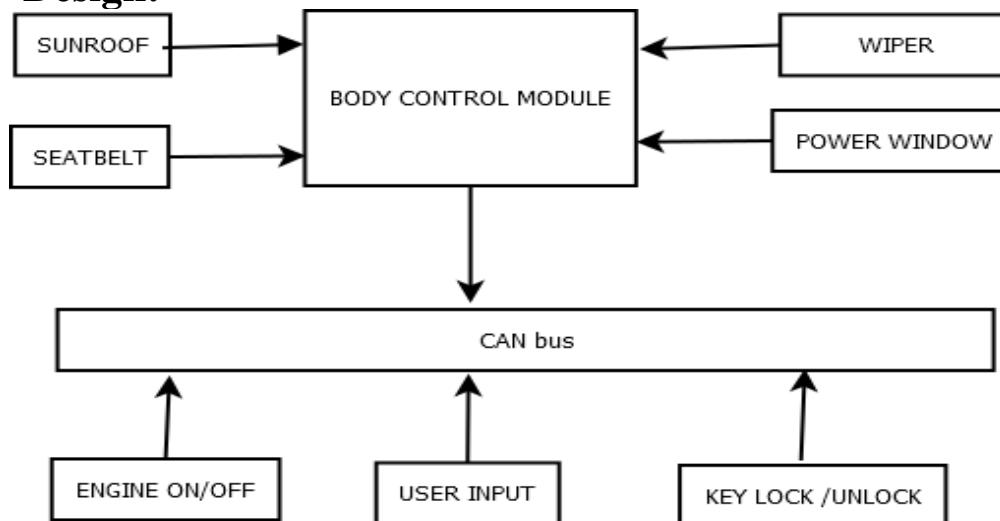 Design:
SUNROOF
WIPER
BODY CONTROL MODULE
POWER WINDOW
SEATBELT
CAN bus
ENGINE ON/OFF
USER INPUT
KEY LOCK /UNLOCK